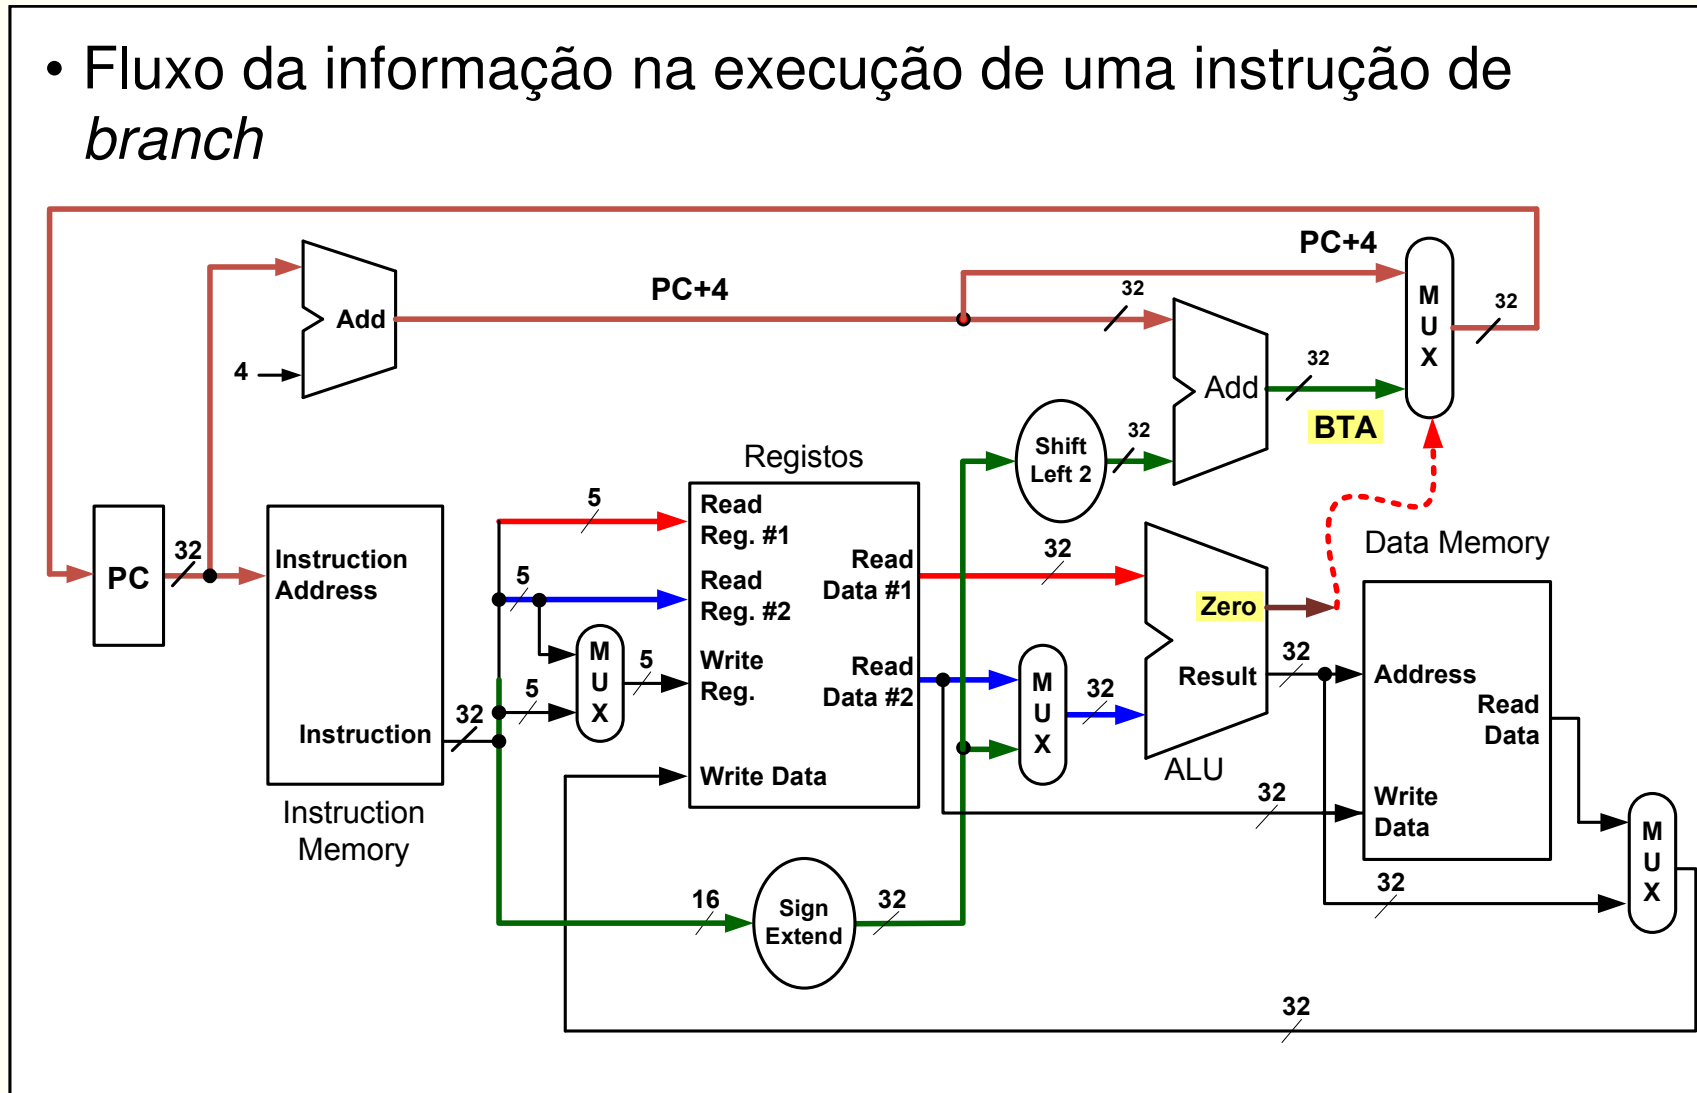 • Fluxo da informação na execução de uma instrução de
branch
PC+4
PC+4
32
32
32
32
Add
4
M
U
X
Add
BTA
Shift
Left 2
32
Registos
PC
32
Instruction
Address
Instruction
32
Instruction
Memory
5
5
5
5
M
U
X
Read
Reg. #1
Read
Reg. #2
Write
Reg.
Write Data
Read
Data #1
Read
Data #2
32
M
U
X
32
Zero
Result
ALU
32
Data Memory
Address
Read
Data
Write
Data
32
32
M
U
X
16
Sign
Extend
32
32